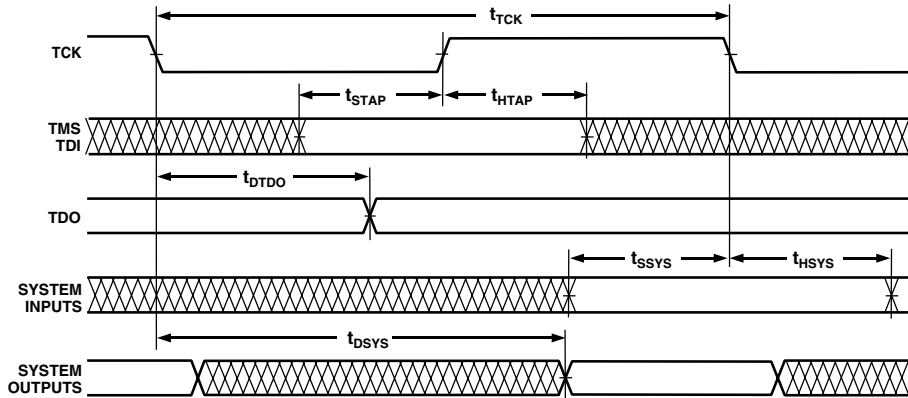 tTCK
TCK
tSTAP
tHTAP
TMS
TDI
tDTDO
TDO
tSSYS
tHSYS
SYSTEM
INPUTS
tDSYS
SYSTEM
OUTPUTS